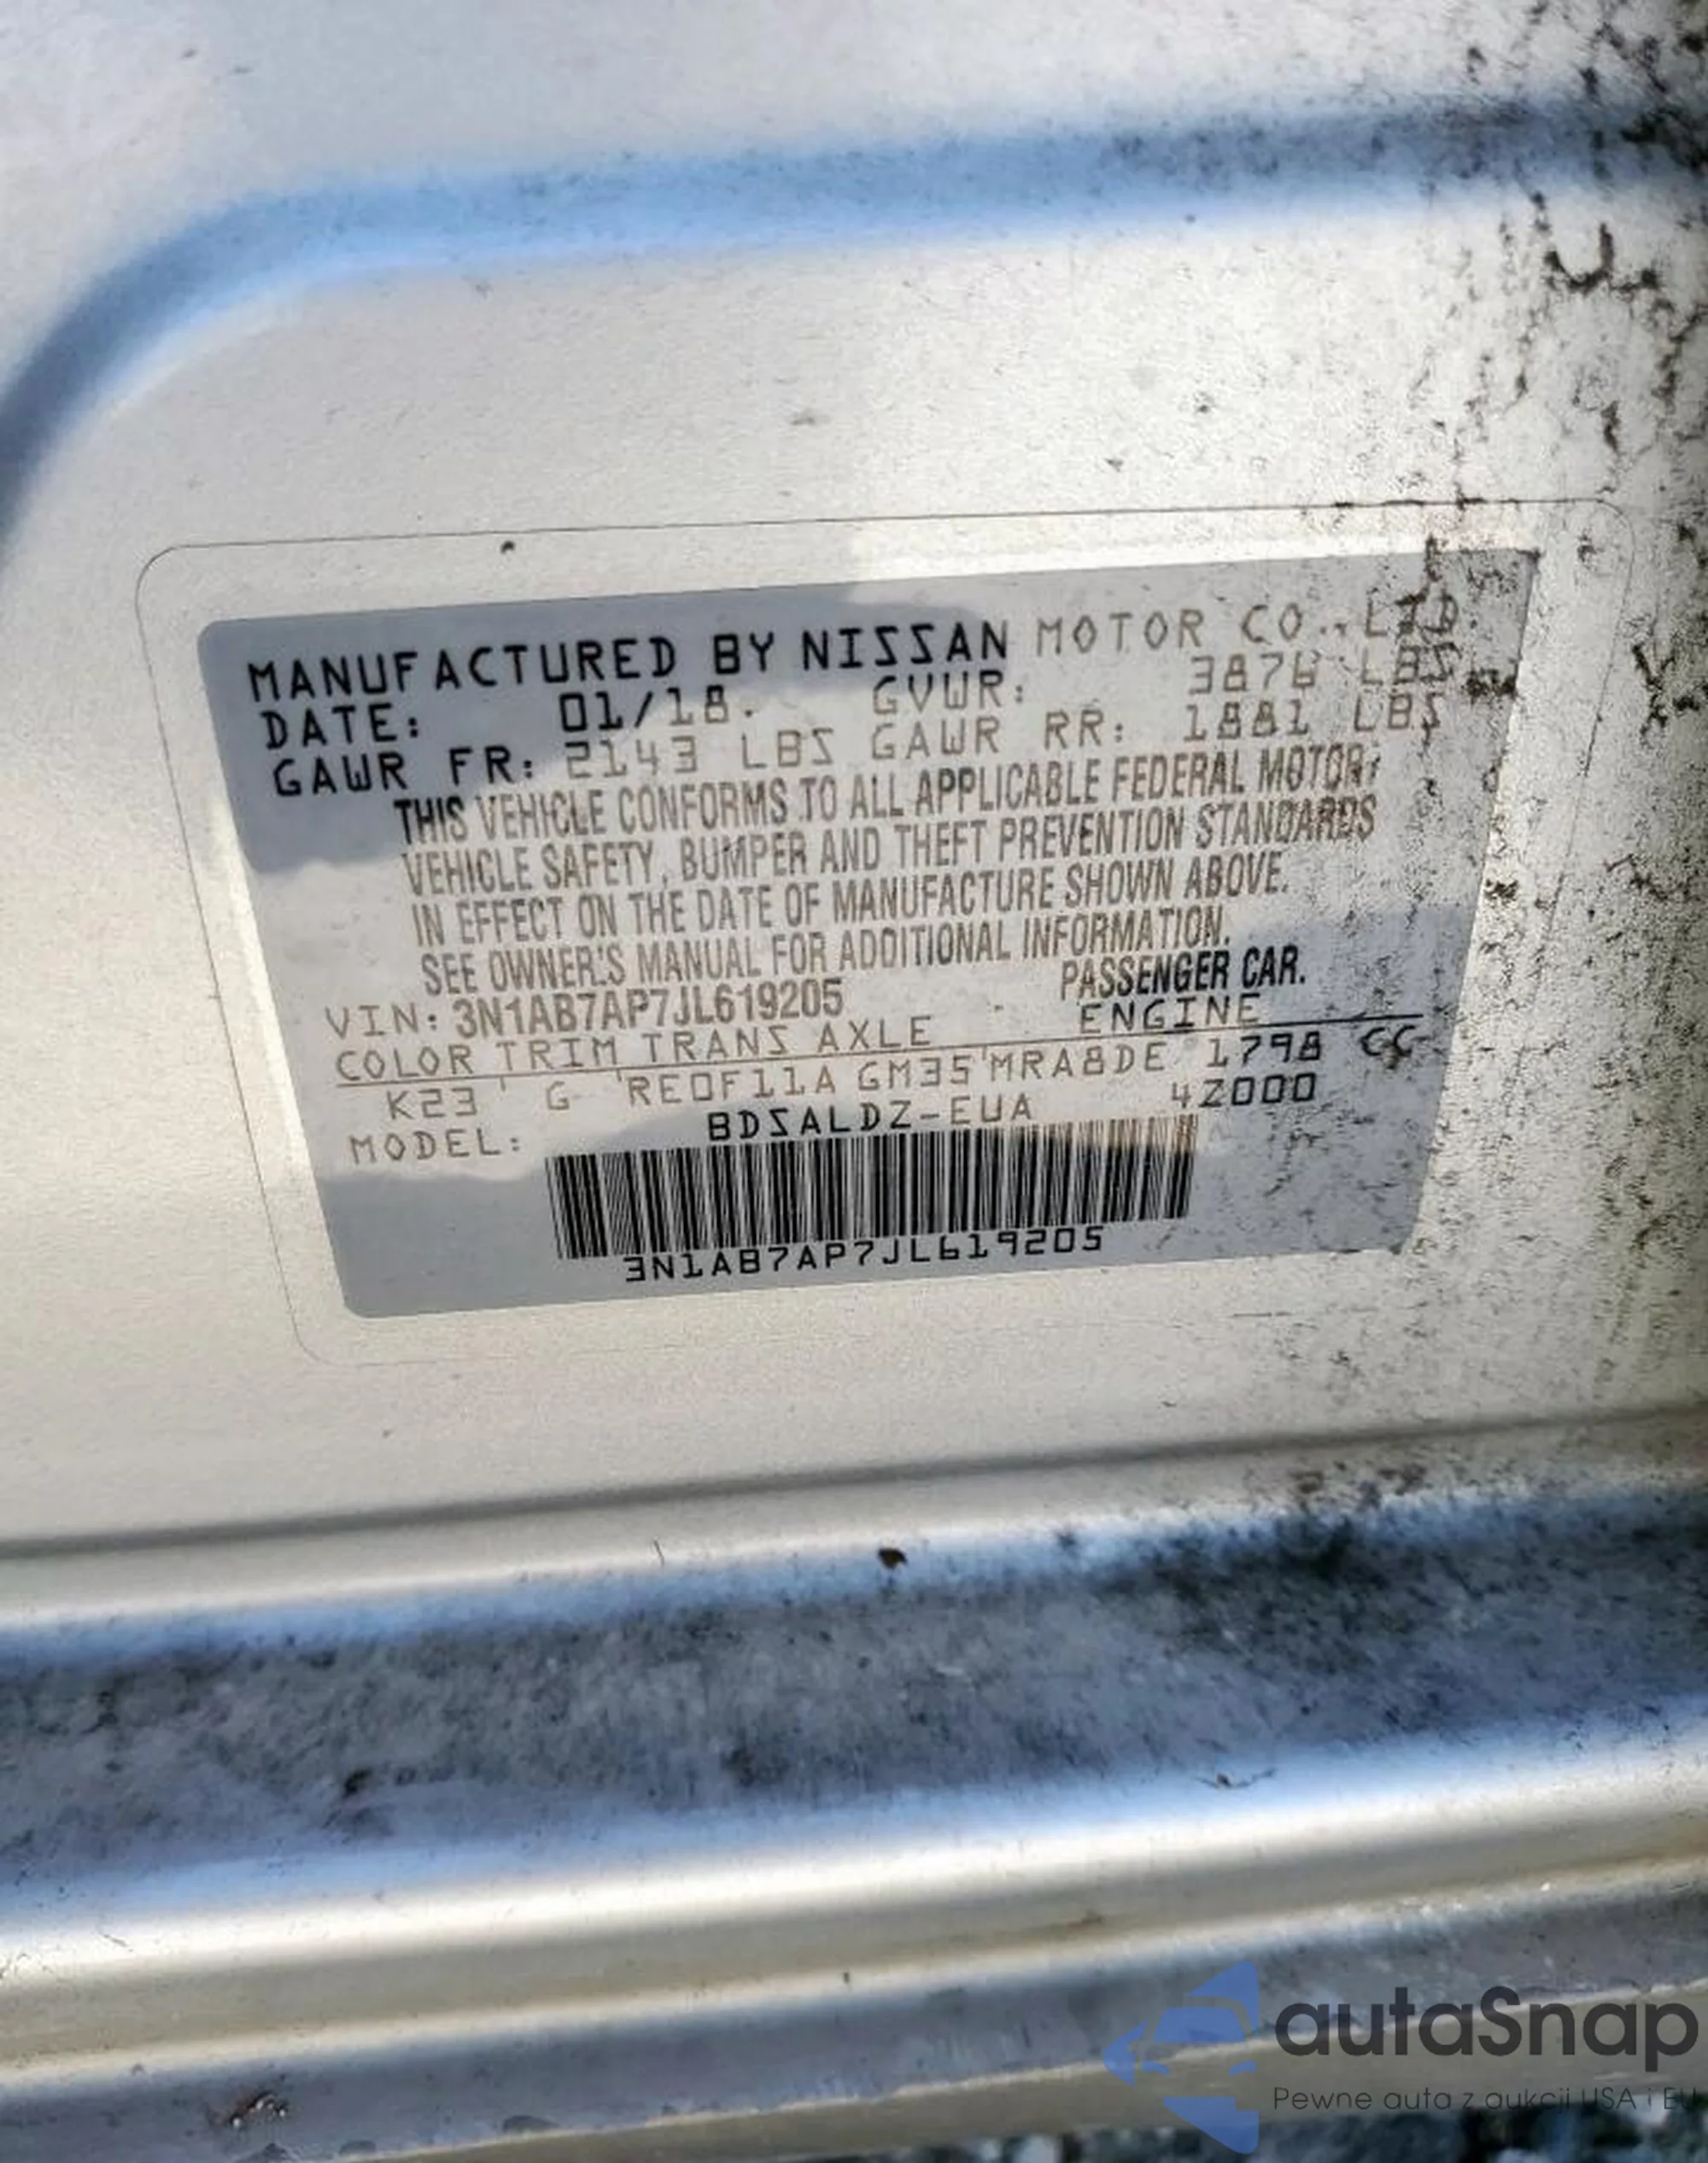 MANUFACTURED BY NISSAN MOTOR CO., LTD.
DATE: 01/18. GVWR: 3876 LBS
GAWR FR: 2143 LBS GAWR RR: 1881 LBS
THIS VEHICLE CONFORMS TO ALL APPLICABLE FEDERAL MOTOR
VEHICLE SAFETY, BUMPER AND THEFT PREVENTION STANDARDS
IN EFFECT ON THE DATE OF MANUFACTURE SHOWN ABOVE.
SEE OWNER'S MANUAL FOR ADDITIONAL INFORMATION.
VIN: 3N1AB7AP7JL619205 PASSENGER CAR.
COLOR TRIM TRANS AXLE ENGINE
K23 G RE0F11A GM35 MRA8DE 1798 CC
MODEL: BDSALDZ-EUA 4Z000
3N1AB7AP7JL619205
autaSnap
Pewne auta z aukcji USA i EU